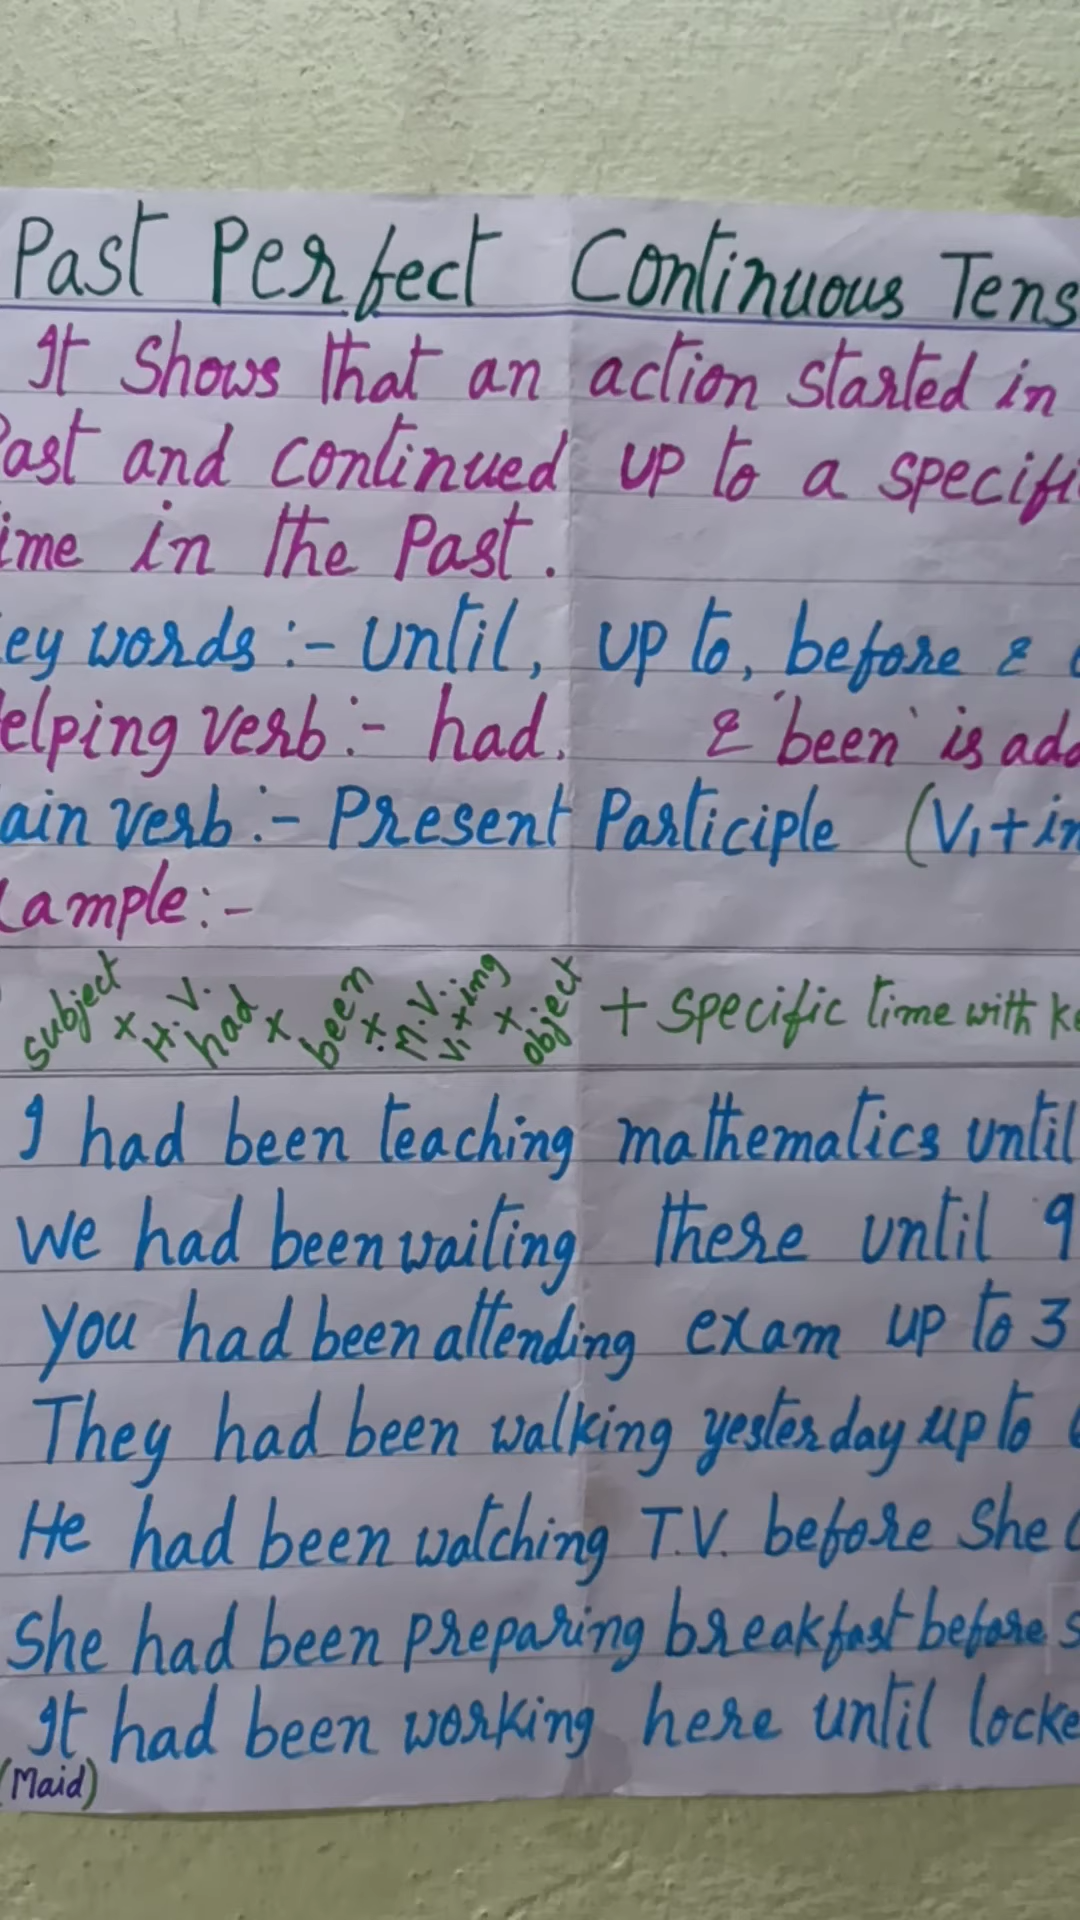 Past Perfect Continuous Tens
It shows that an action started in
Past and continued up to a specifi
ime in the Past.
ey words :- until, up to, before &
elping verb :- had. & 'been' is add
ain verb :- Present Participle (V1+in
ample :-
subject + H.V. had + been + M.V. V1+ing + object + specific time with ke
I had been teaching mathematics until
We had been waiting there until 9
You had been attending exam up to 3
They had been walking yesterday up to
He had been watching T.V. before she
She had been preparing breakfast before s
It had been working here until locke
(Maid)